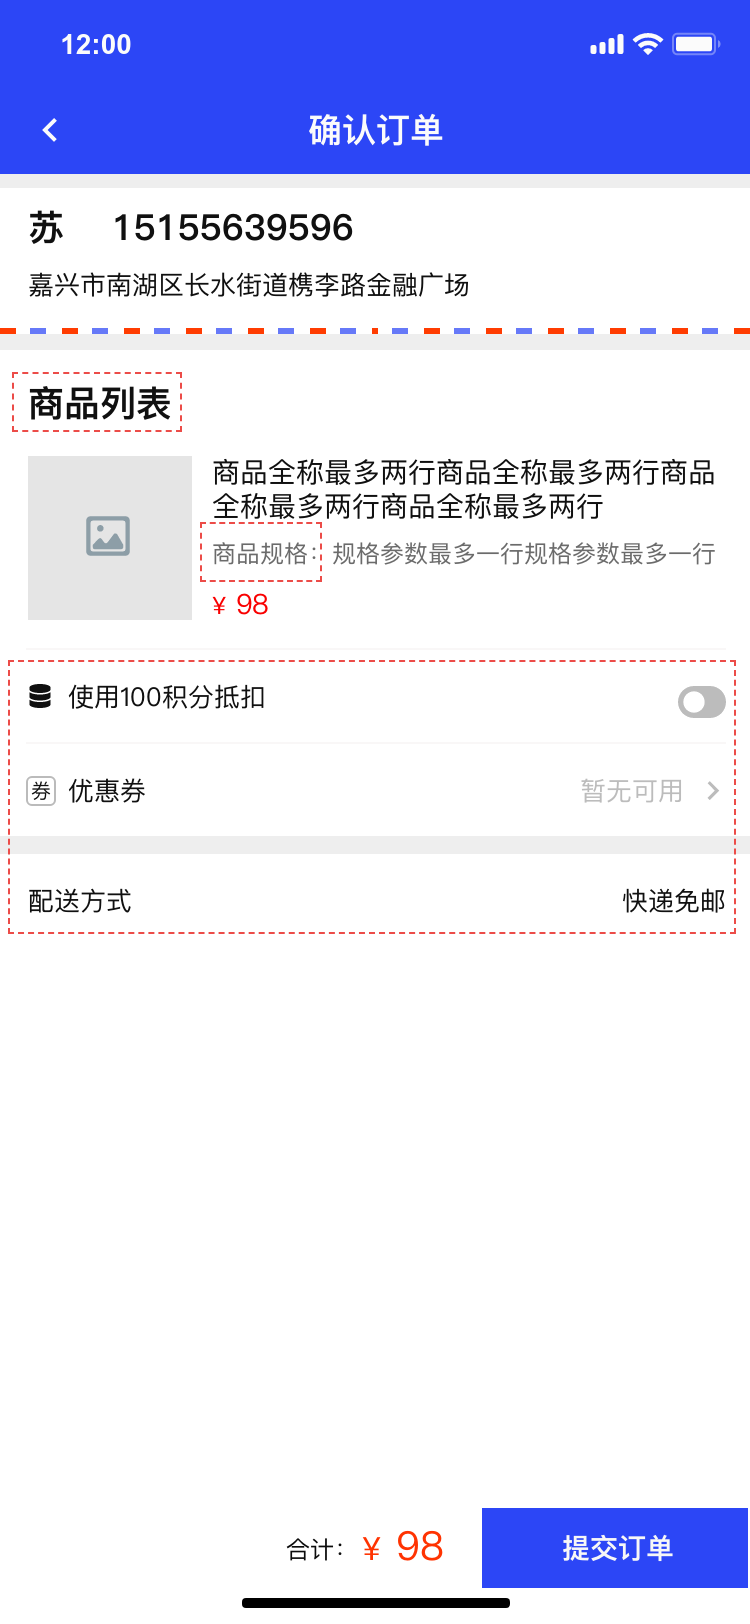 12:00
确认订单
苏 15155639596
嘉兴市南湖区长水街道槜李路金融广场
商品列表
商品全称最多两行商品全称最多两行商品
全称最多两行商品全称最多两行
商品规格：规格参数最多一行规格参数最多一行
¥ 98
使用100积分抵扣
券 优惠券 暂无可用
配送方式 快递免邮
合计： ¥ 98 提交订单